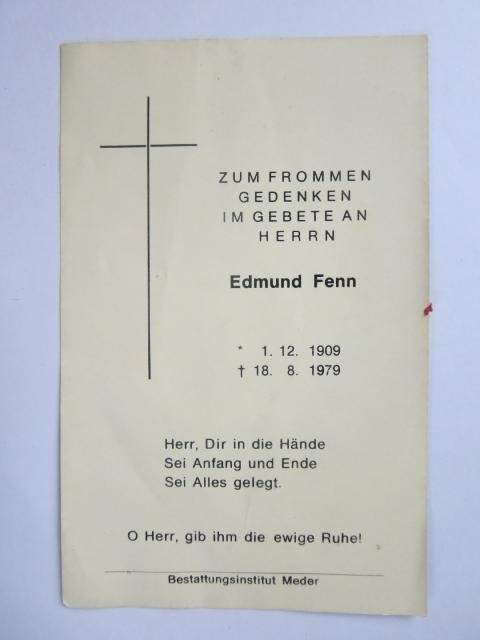 ZUM FROMMEN
GEDENKEN
IM GEBETE AN
HERRN
Edmund Fenn
* 1. 12. 1909
† 18. 8. 1979
Herr, Dir in die Hände
Sei Anfang und Ende
Sei Alles gelegt.
O Herr, gib ihm die ewige Ruhe!
Bestattungsinstitut Meder